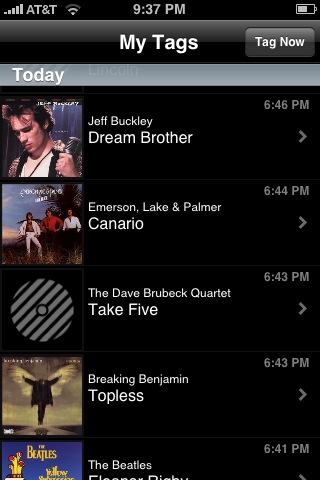 AT&T 9:37 PM
My Tags
Tag Now
Lincoln
Today
6:46 PM
JEFF BUCKLEY
Jeff Buckley
Dream Brother
6:44 PM
Emerson, Lake & Palmer
Canario
6:43 PM
The Dave Brubeck Quartet
Take Five
6:43 PM
breaking benjamin
Breaking Benjamin
Topless
6:41 PM
THE
BEATLES
Yellow
Submarine
The Beatles
Eleanor Rigby